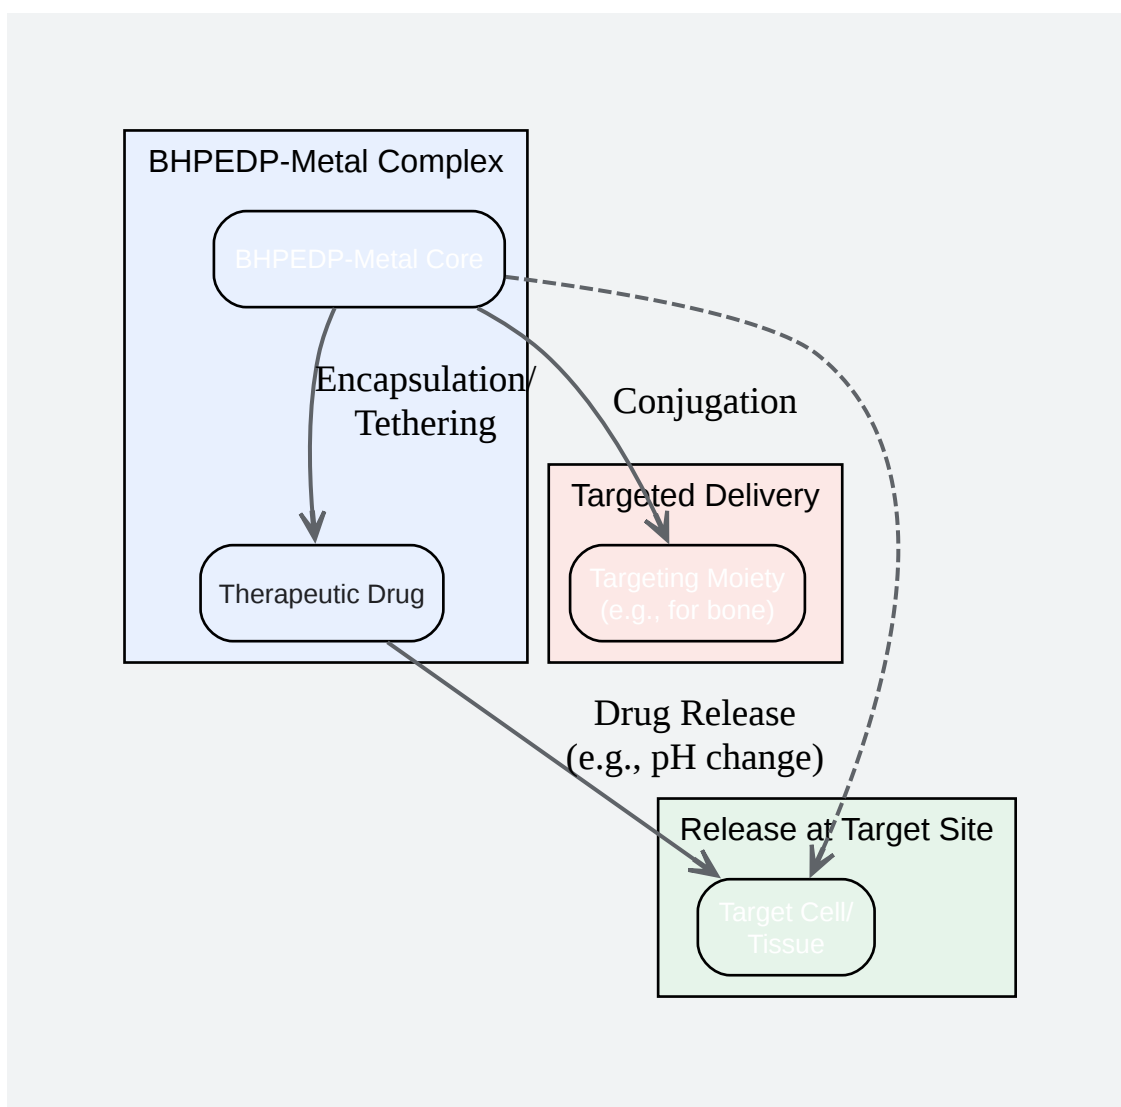 BHPEDP-Metal Complex
BHPEDP-Metal Core
Encapsulation/
Tethering
Conjugation
Targeted Delivery
Therapeutic Drug
Targeting Moiety
(e.g., for bone)
Drug Release
(e.g., pH change)
Release at Target Site
Target Cell/
Tissue